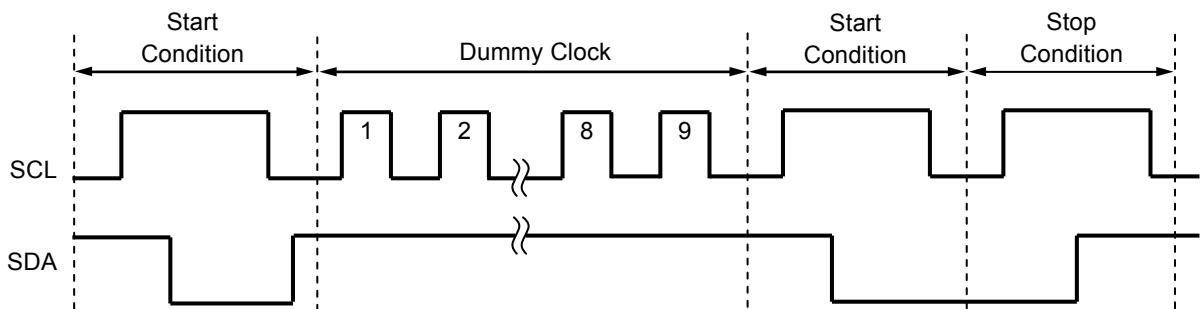 Start
Condition
Dummy Clock
Start
Condition
Stop
Condition
SCL
1
2
8
9
SDA